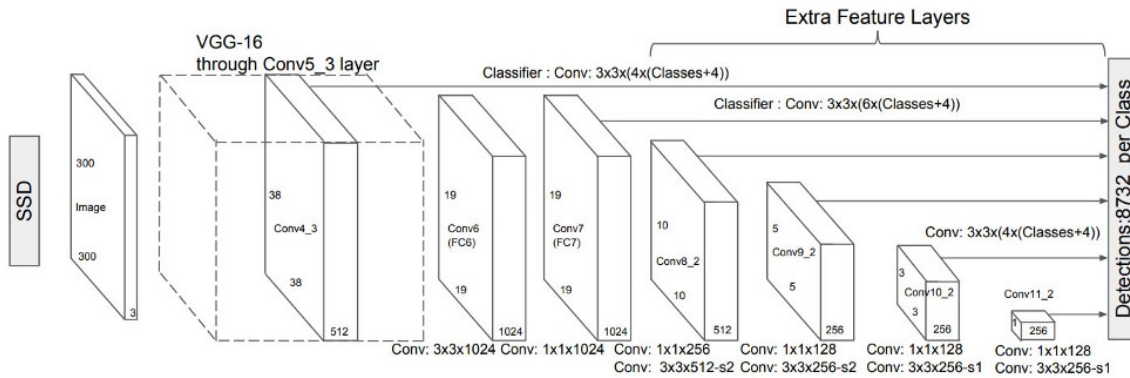 Extra Feature Layers
VGG-16
through Conv5_3 layer
Classifier : Conv: 3x3x(4x(Classes+4))
Classifier : Conv: 3x3x(6x(Classes+4))
SSD
300
Image
300
3
38
Conv4_3
38
512
19
Conv6
(FC6)
19
1024
19
Conv7
(FC7)
19
1024
10
Conv8_2
10
512
5
Conv9_2
5
256
Conv: 3x3x(4x(Classes+4))
3
Conv10_2
3
256
Conv11_2
1
256
Detections:8732 per Class
Conv: 3x3x1024
Conv: 1x1x1024
Conv: 1x1x256
Conv: 3x3x512-s2
Conv: 1x1x128
Conv: 3x3x256-s2
Conv: 1x1x128
Conv: 3x3x256-s1
Conv: 1x1x128
Conv: 3x3x256-s1